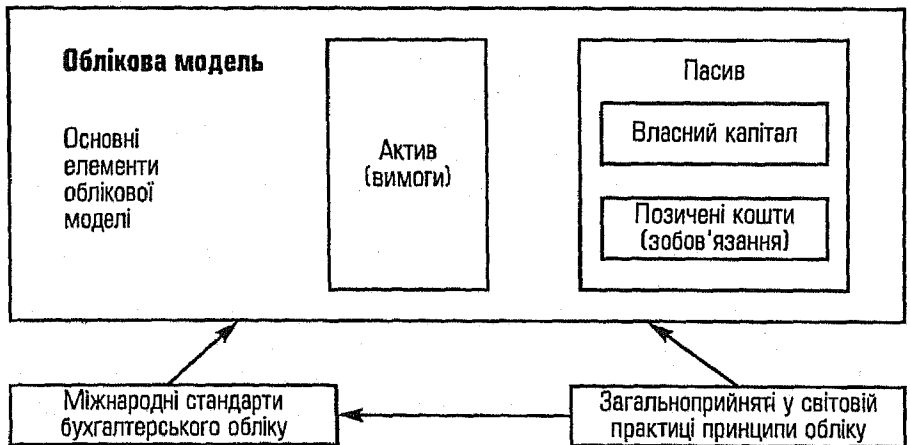 Облікова модель
Основні
елементи
облікової
моделі
Актив
(вимоги)
Пасив
Власний капітал
Позичені кошти
(зобов'язання)
Міжнародні стандарти
бухгалтерського обліку
Загальноприйняті у світовій
практиці принципи обліку